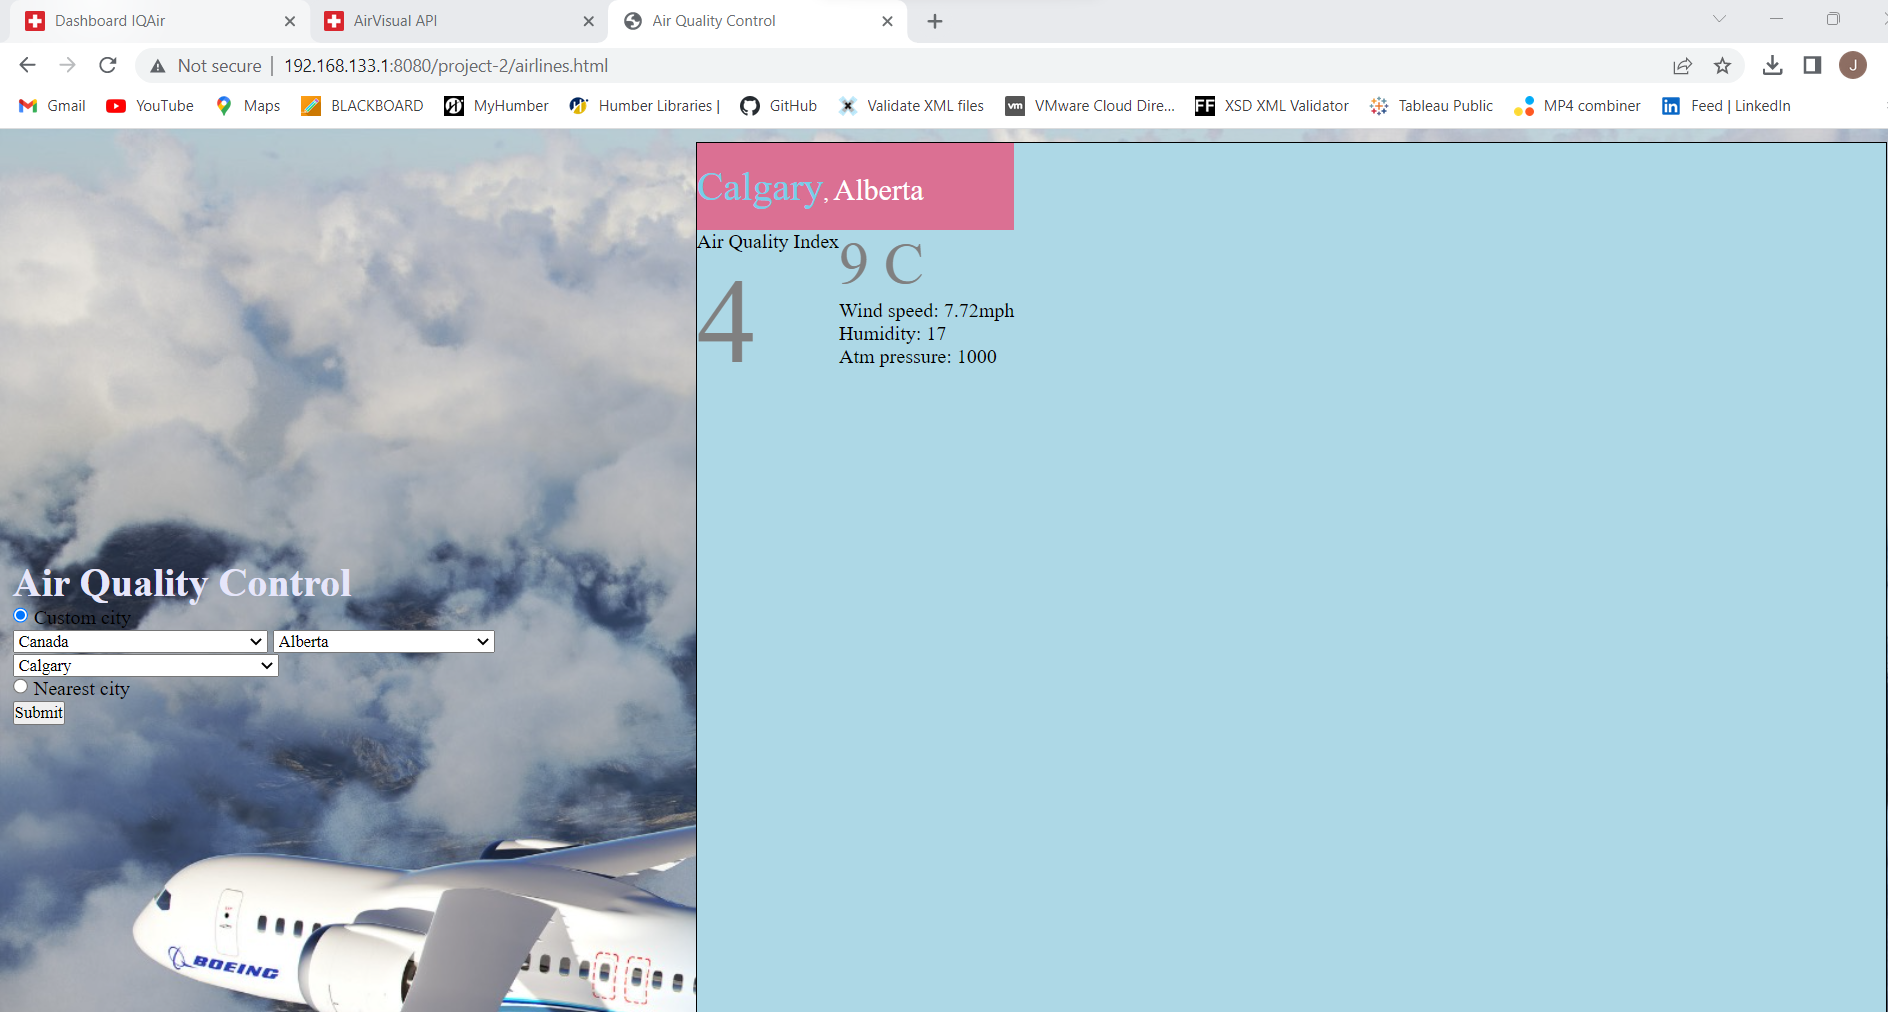 Dashboard IQAir
AirVisual API
Air Quality Control
Not secure | 192.168.133.1:8080/project-2/airlines.html
J
Gmail
YouTube
Maps
BLACKBOARD
MyHumber
Humber Libraries |
GitHub
Validate XML files
vm
VMware Cloud Dire...
FF
XSD XML Validator
Tableau Public
MP4 combiner
in
Feed | LinkedIn
Calgary, Alberta
Air Quality Index
4
9 C
Wind speed: 7.72mph
Humidity: 17
Atm pressure: 1000
Air Quality Control
Custom city
Canada
Alberta
Calgary
Nearest city
Submit
BOEING